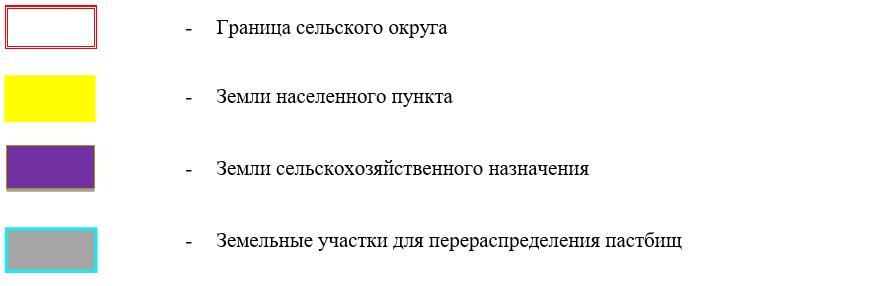 - Граница сельского округа
- Земли населенного пункта
- Земли сельскохозяйственного назначения
- Земельные участки для перераспределения пастбищ